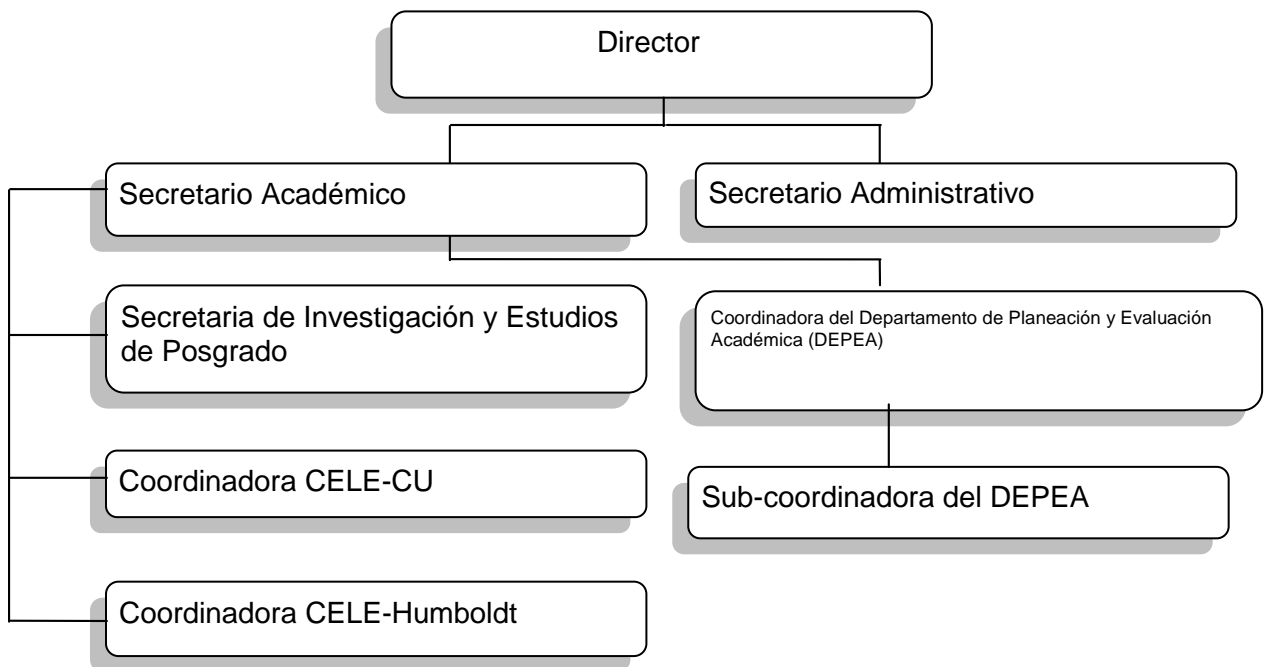 Director
Secretario Académico
Secretario Administrativo
Secretaria de Investigación y Estudios
de Posgrado
Coordinadora del Departamento de Planeación y Evaluación
Académica (DEPEA)
Coordinadora CELE-CU
Sub-coordinadora del DEPEA
Coordinadora CELE-Humboldt